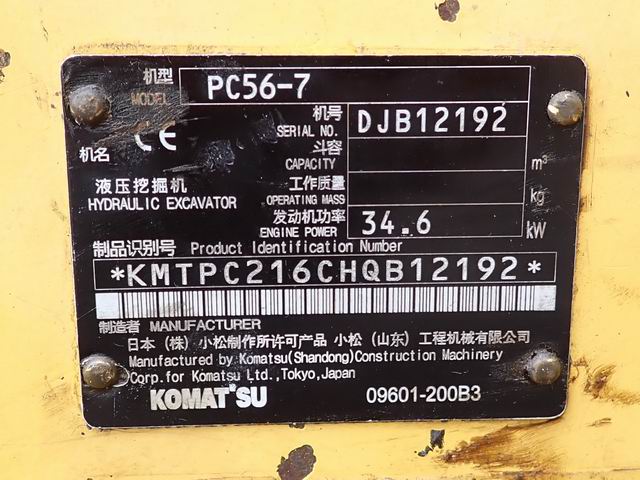 机型 PC56-7
MODEL
CE
机号 DJB12192
SERIAL NO.
机名
斗容
CAPACITY m³
液压挖掘机
HYDRAULIC EXCAVATOR
工作质量
OPERATING MASS kg
发动机功率 34.6
ENGINE POWER kW
制品识别号 Product Identification Number
*KMTPC216CHQB12192*
制造者 MANUFACTURER
日本（株）小松制作所许可产品 小松（山东）工程机械有限公司
Manufactured by Komatsu(Shandong)Construction Machinery
Corp.for Komatsu Ltd.,Tokyo,Japan
KOMATSU 09601-200B3